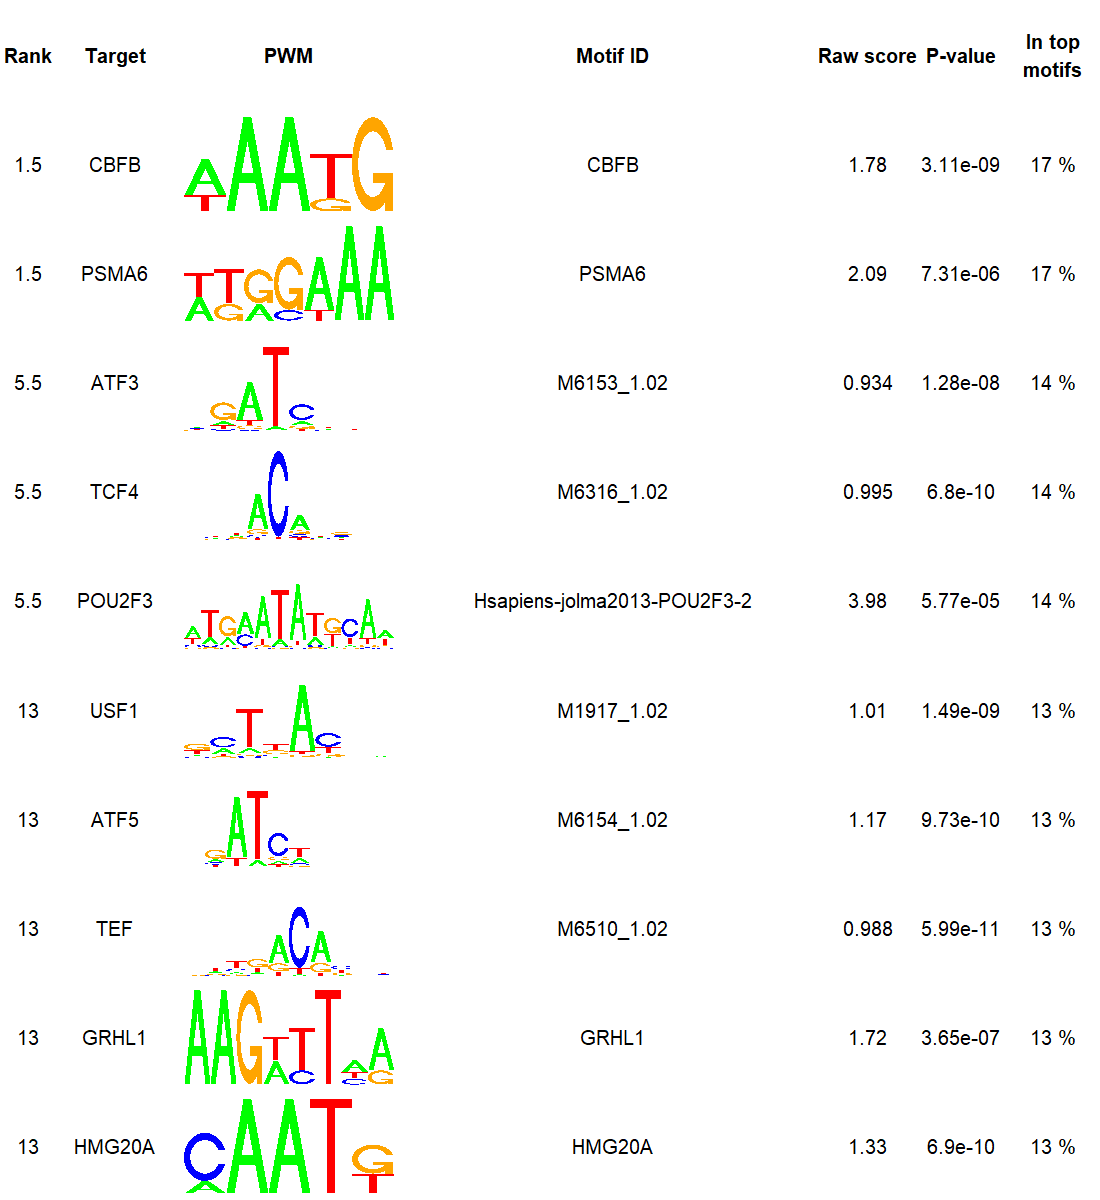 Rank Target PWM Motif ID Raw score P-value In top motifs
1.5 CBFB CBFB 1.78 3.11e-09 17 %
1.5 PSMA6 PSMA6 2.09 7.31e-06 17 %
5.5 ATF3 M6153_1.02 0.934 1.28e-08 14 %
5.5 TCF4 M6316_1.02 0.995 6.8e-10 14 %
5.5 POU2F3 Hsapiens-jolma2013-POU2F3-2 3.98 5.77e-05 14 %
13 USF1 M1917_1.02 1.01 1.49e-09 13 %
13 ATF5 M6154_1.02 1.17 9.73e-10 13 %
13 TEF M6510_1.02 0.988 5.99e-11 13 %
13 GRHL1 GRHL1 1.72 3.65e-07 13 %
13 HMG20A HMG20A 1.33 6.9e-10 13 %